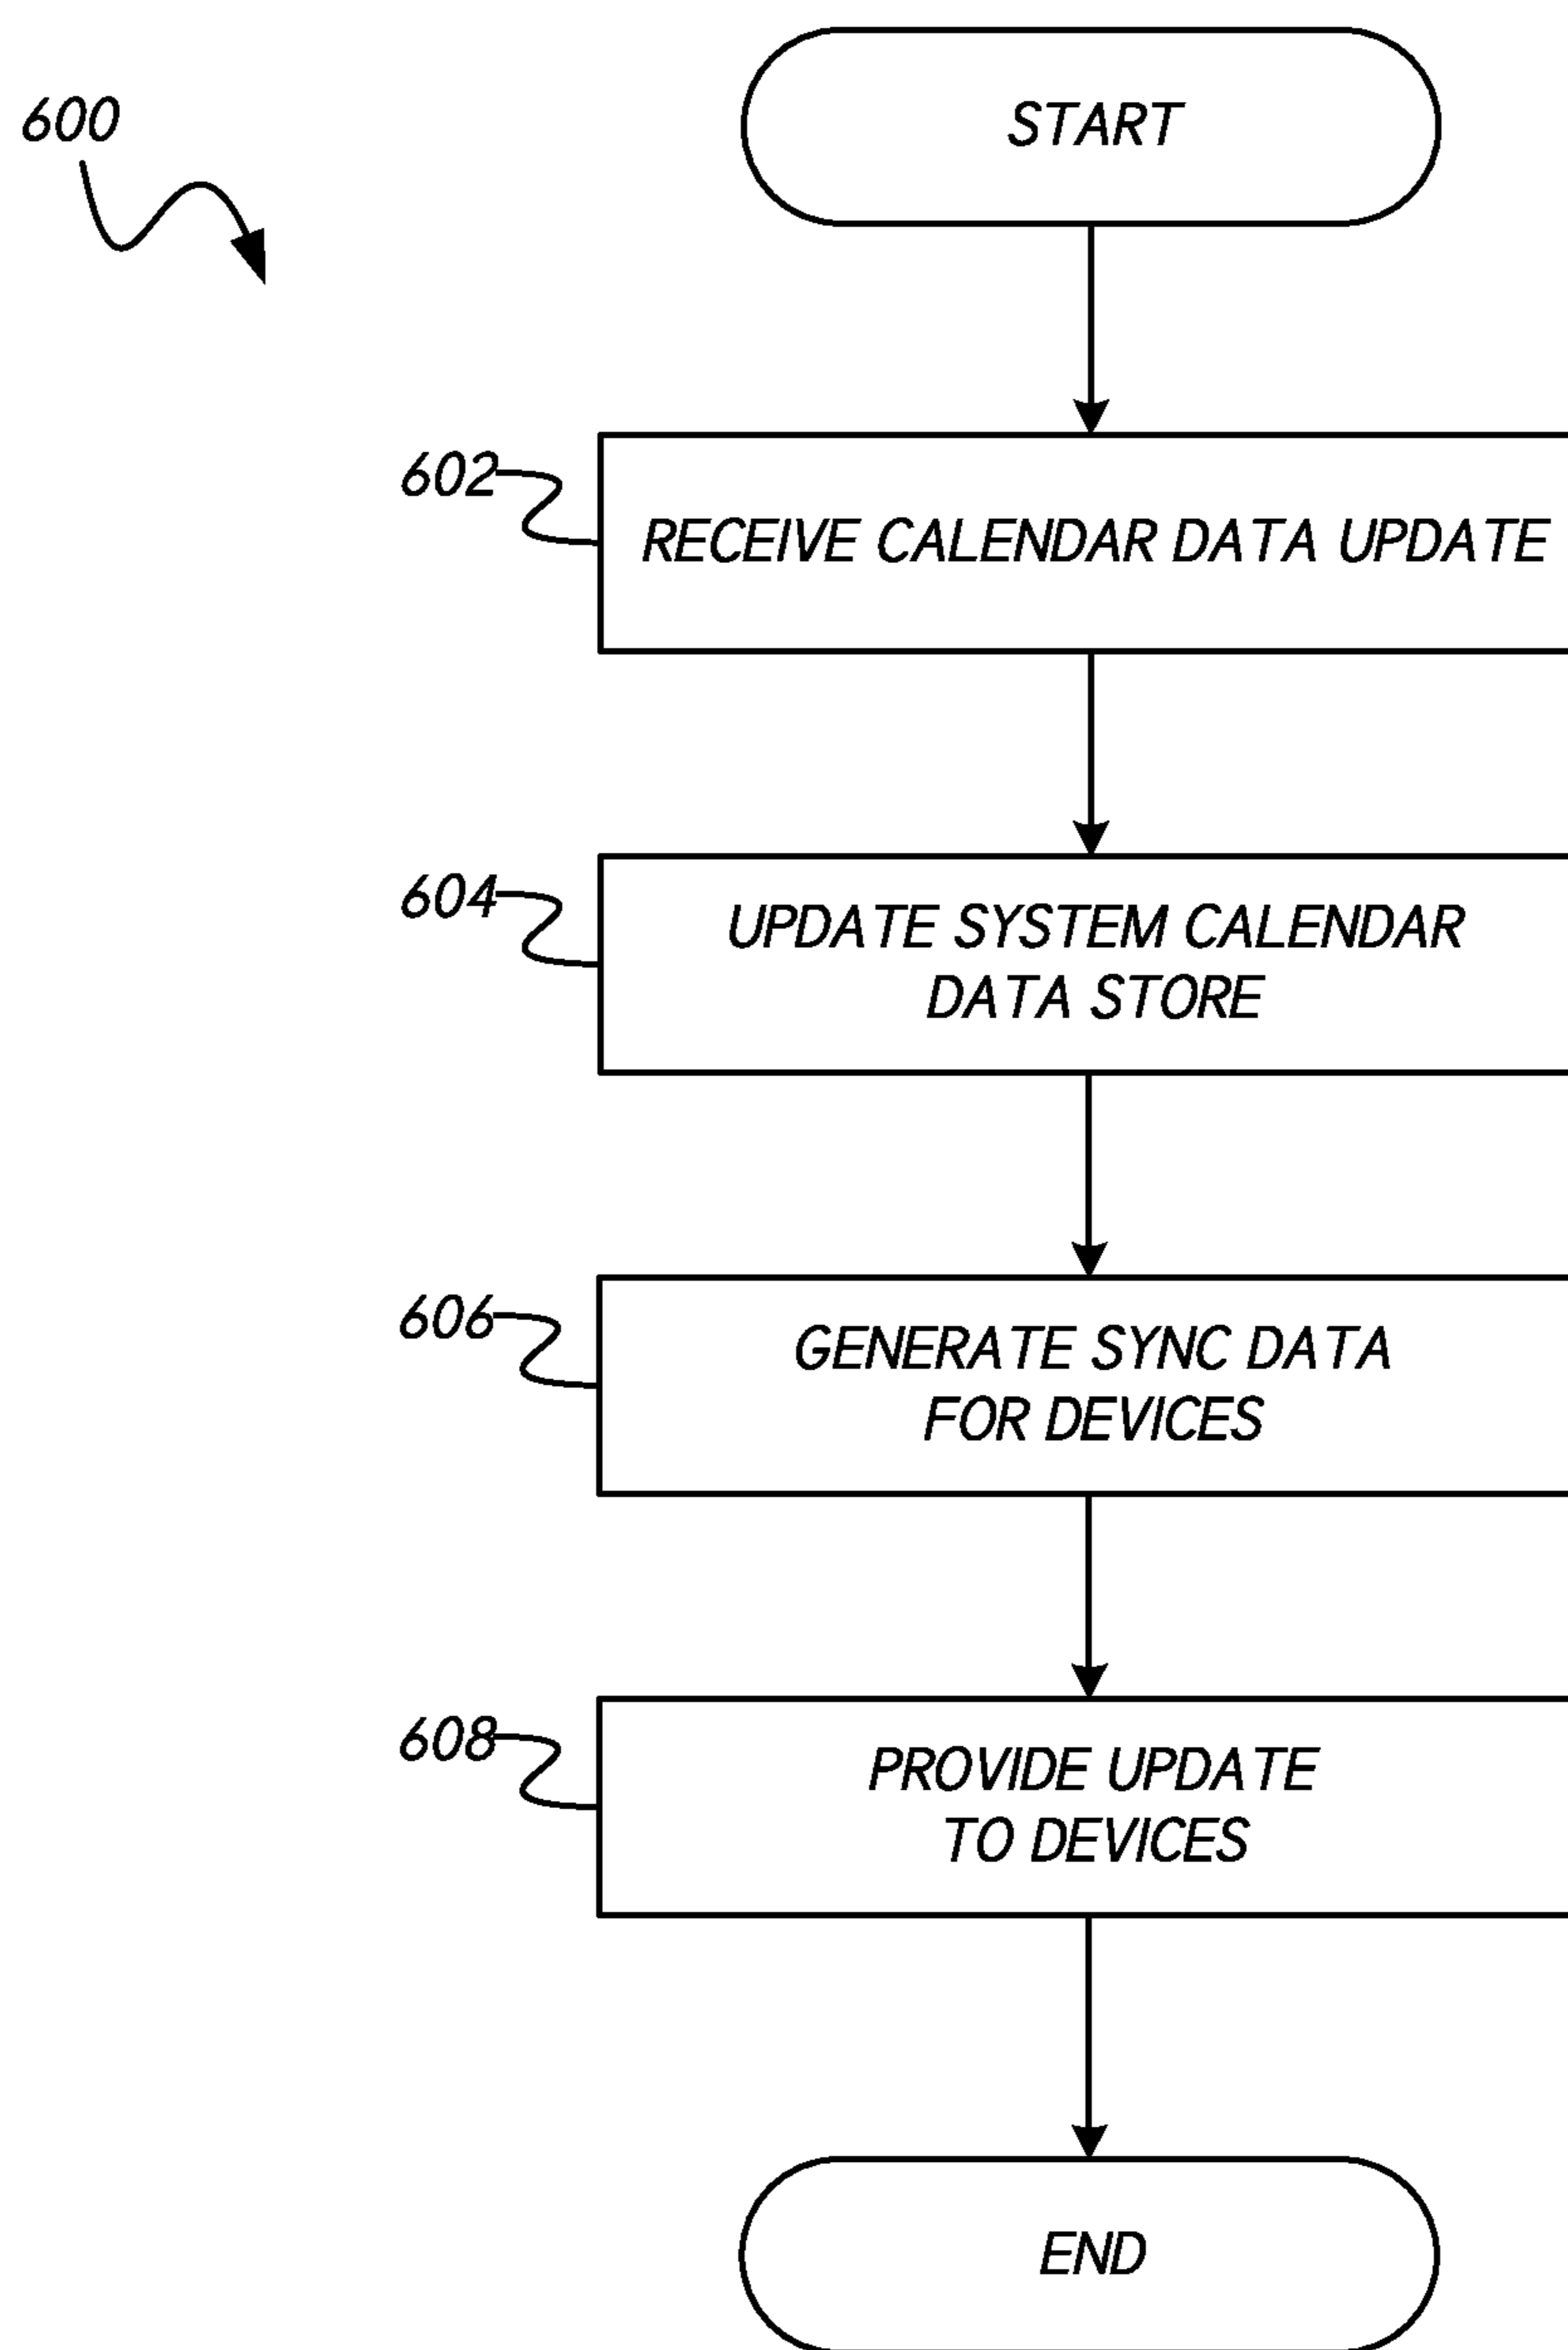 600
START
602
RECEIVE CALENDAR DATA UPDATE
604
UPDATE SYSTEM CALENDAR
DATA STORE
606
GENERATE SYNC DATA
FOR DEVICES
608
PROVIDE UPDATE
TO DEVICES
END